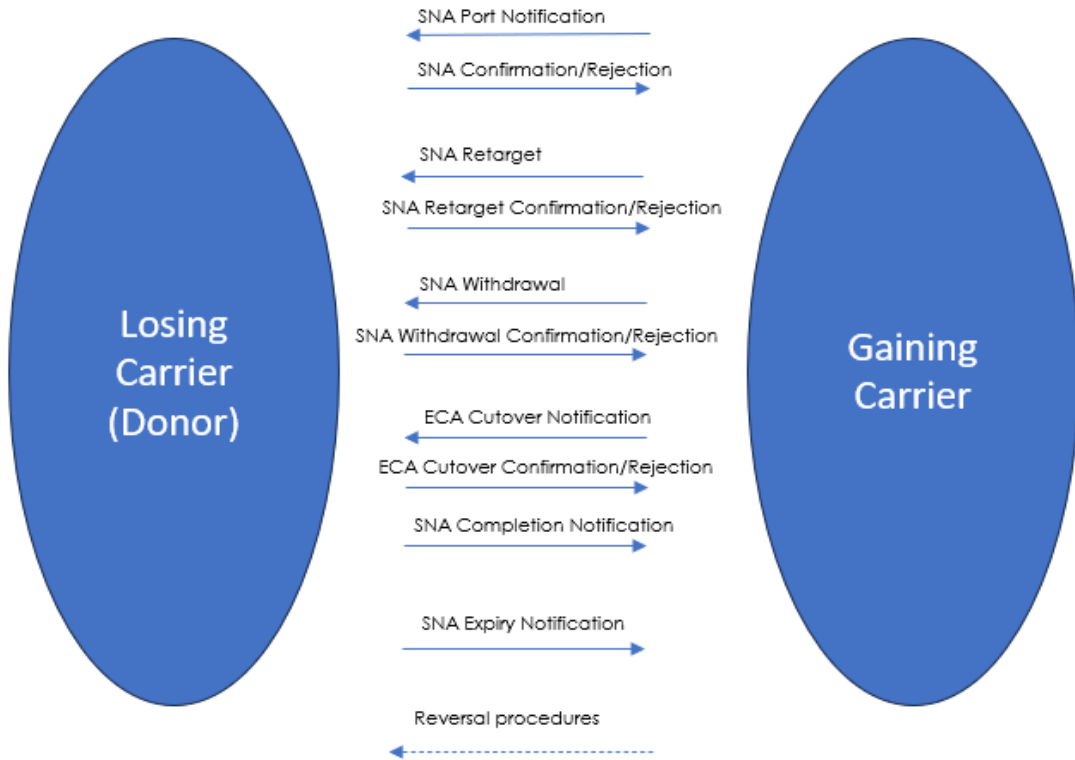 SNA Port Notification
SNA Confirmation/Rejection
SNA Retarget
SNA Retarget Confirmation/Rejection
SNA Withdrawal
SNA Withdrawal Confirmation/Rejection
Losing
Carrier
(Donor)
Gaining
Carrier
ECA Cutover Notification
ECA Cutover Confirmation/Rejection
SNA Completion Notification
SNA Expiry Notification
Reversal procedures